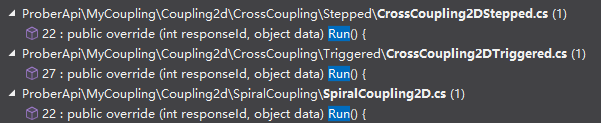 ProberApi\MyCoupling\Coupling2d\CrossCoupling\Stepped\CrossCoupling2DStepped.cs (1)
22 : public override (int responseId, object data) Run() {
ProberApi\MyCoupling\Coupling2d\CrossCoupling\Triggered\CrossCoupling2DTriggered.cs (1)
27 : public override (int responseId, object data) Run() {
ProberApi\MyCoupling\Coupling2d\SpiralCoupling\SpiralCoupling2D.cs (1)
22 : public override (int responseId, object data) Run() {